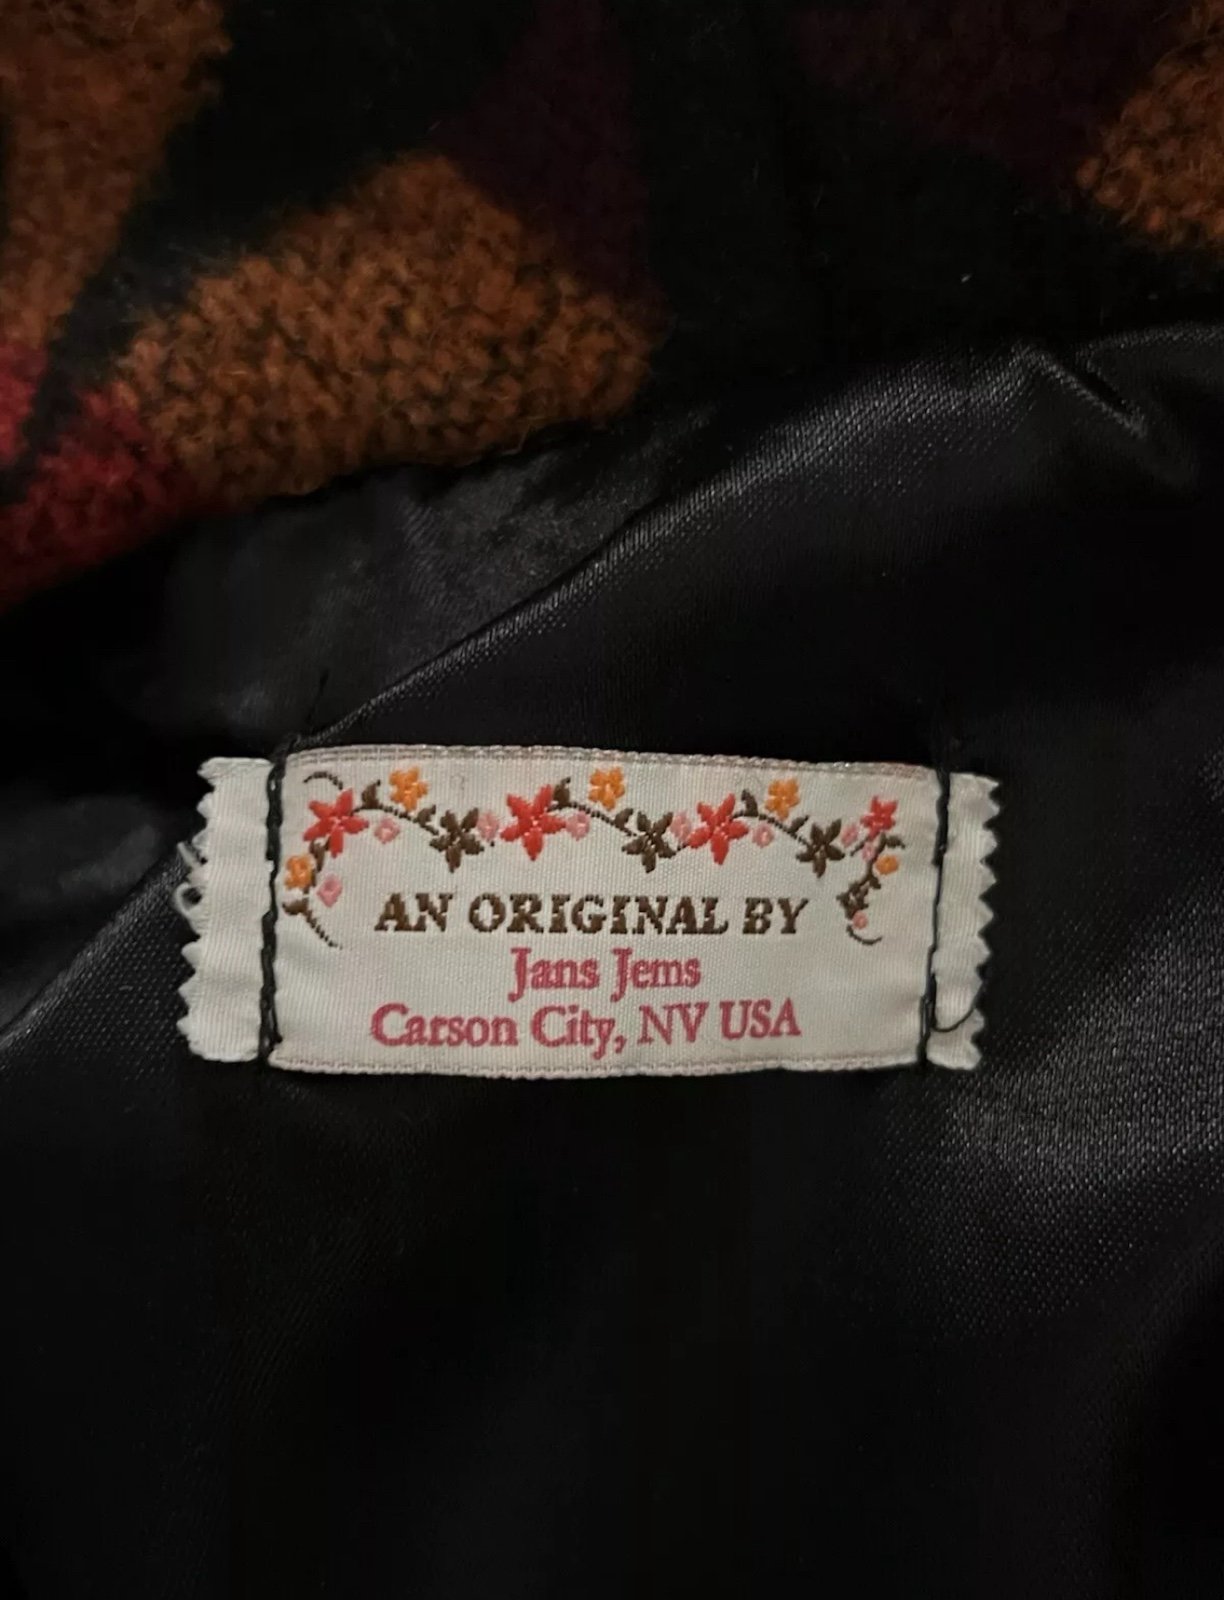 AN ORIGINAL BY
Jans Jems
Carson City, NV USA